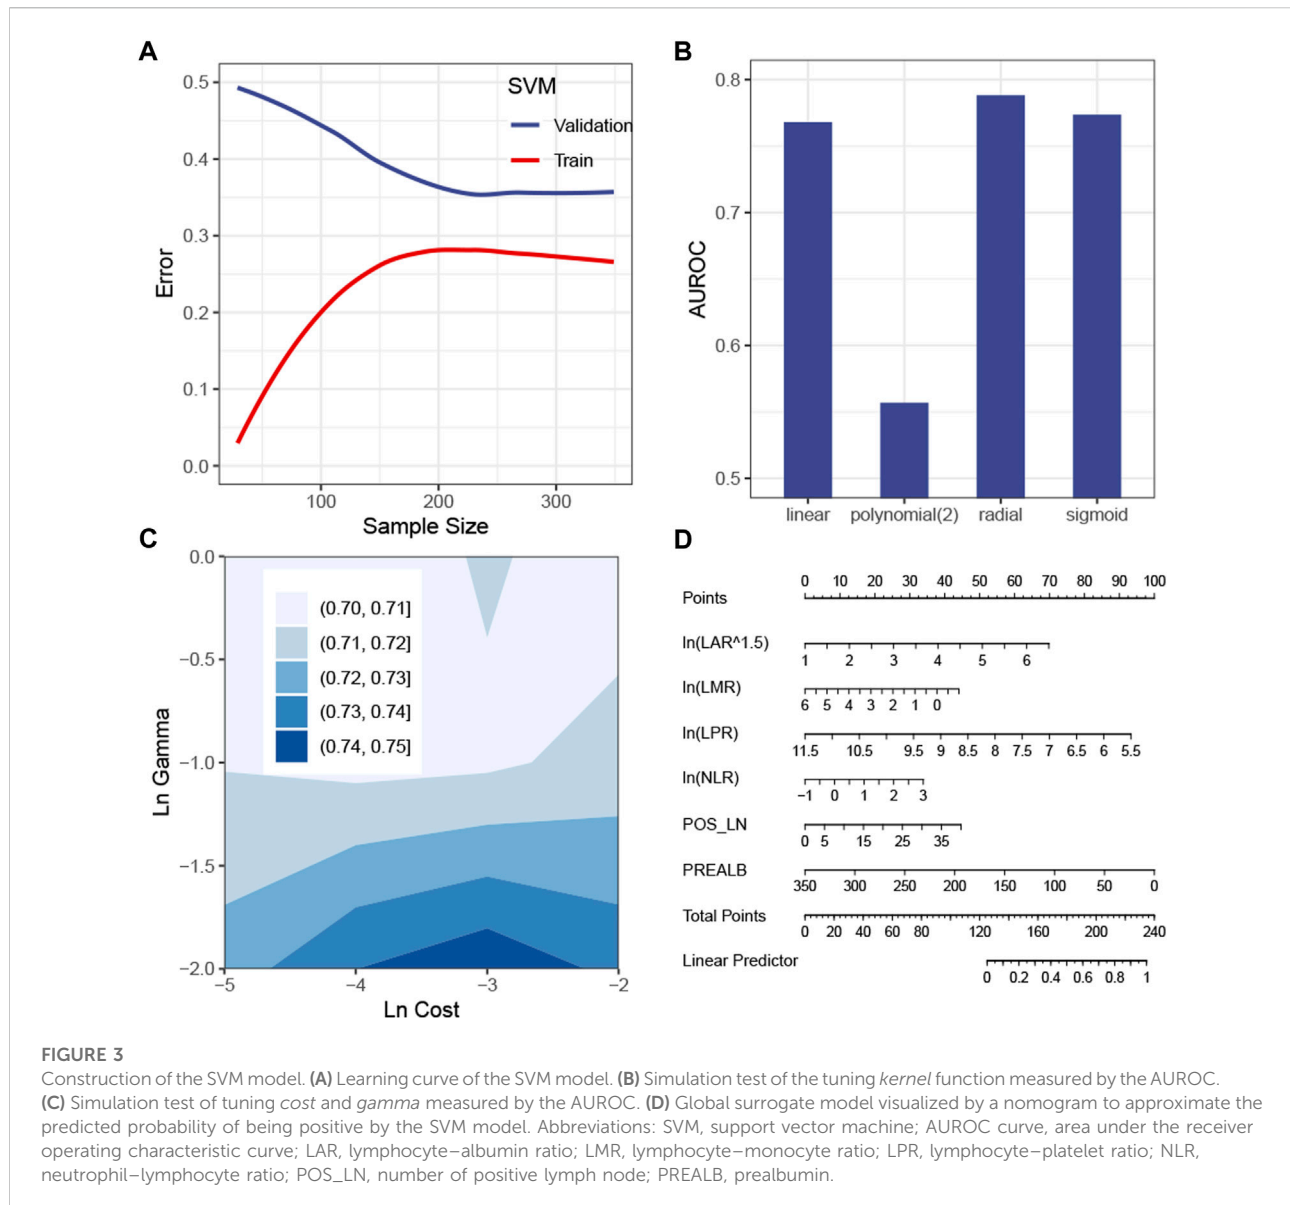 A
0.5
0.4
0.3
0.2
0.1
0.0
Error
SVM
Validation
Train
100 200 300
Sample Size
B
0.8
0.7
0.6
0.5
AUROC
linear polynomial(2) radial sigmoid
C
0.0
−0.5
−1.0
−1.5
−2.0
Ln Gamma
(0.70, 0.71]
(0.71, 0.72]
(0.72, 0.73]
(0.73, 0.74]
(0.74, 0.75]
−5 −4 −3 −2
Ln Cost
D
0 10 20 30 40 50 60 70 80 90 100
Points
ln(LAR^1.5)
1 2 3 4 5 6
ln(LMR)
6 5 4 3 2 1 0
ln(LPR)
11.5 10.5 9.5 9 8.5 8 7.5 7 6.5 6 5.5
ln(NLR)
−1 0 1 2 3
POS_LN
0 5 15 25 35
PREALB
350 300 250 200 150 100 50 0
Total Points
0 20 40 60 80 120 160 200 240
Linear Predictor
0 0.2 0.4 0.6 0.8 1
FIGURE 3
Construction of the SVM model. (A) Learning curve of the SVM model. (B) Simulation test of the tuning kernel function measured by the AUROC.
(C) Simulation test of tuning cost and gamma measured by the AUROC. (D) Global surrogate model visualized by a nomogram to approximate the
predicted probability of being positive by the SVM model. Abbreviations: SVM, support vector machine; AUROC curve, area under the receiver
operating characteristic curve; LAR, lymphocyte–albumin ratio; LMR, lymphocyte–monocyte ratio; LPR, lymphocyte–platelet ratio; NLR,
neutrophil–lymphocyte ratio; POS_LN, number of positive lymph node; PREALB, prealbumin.